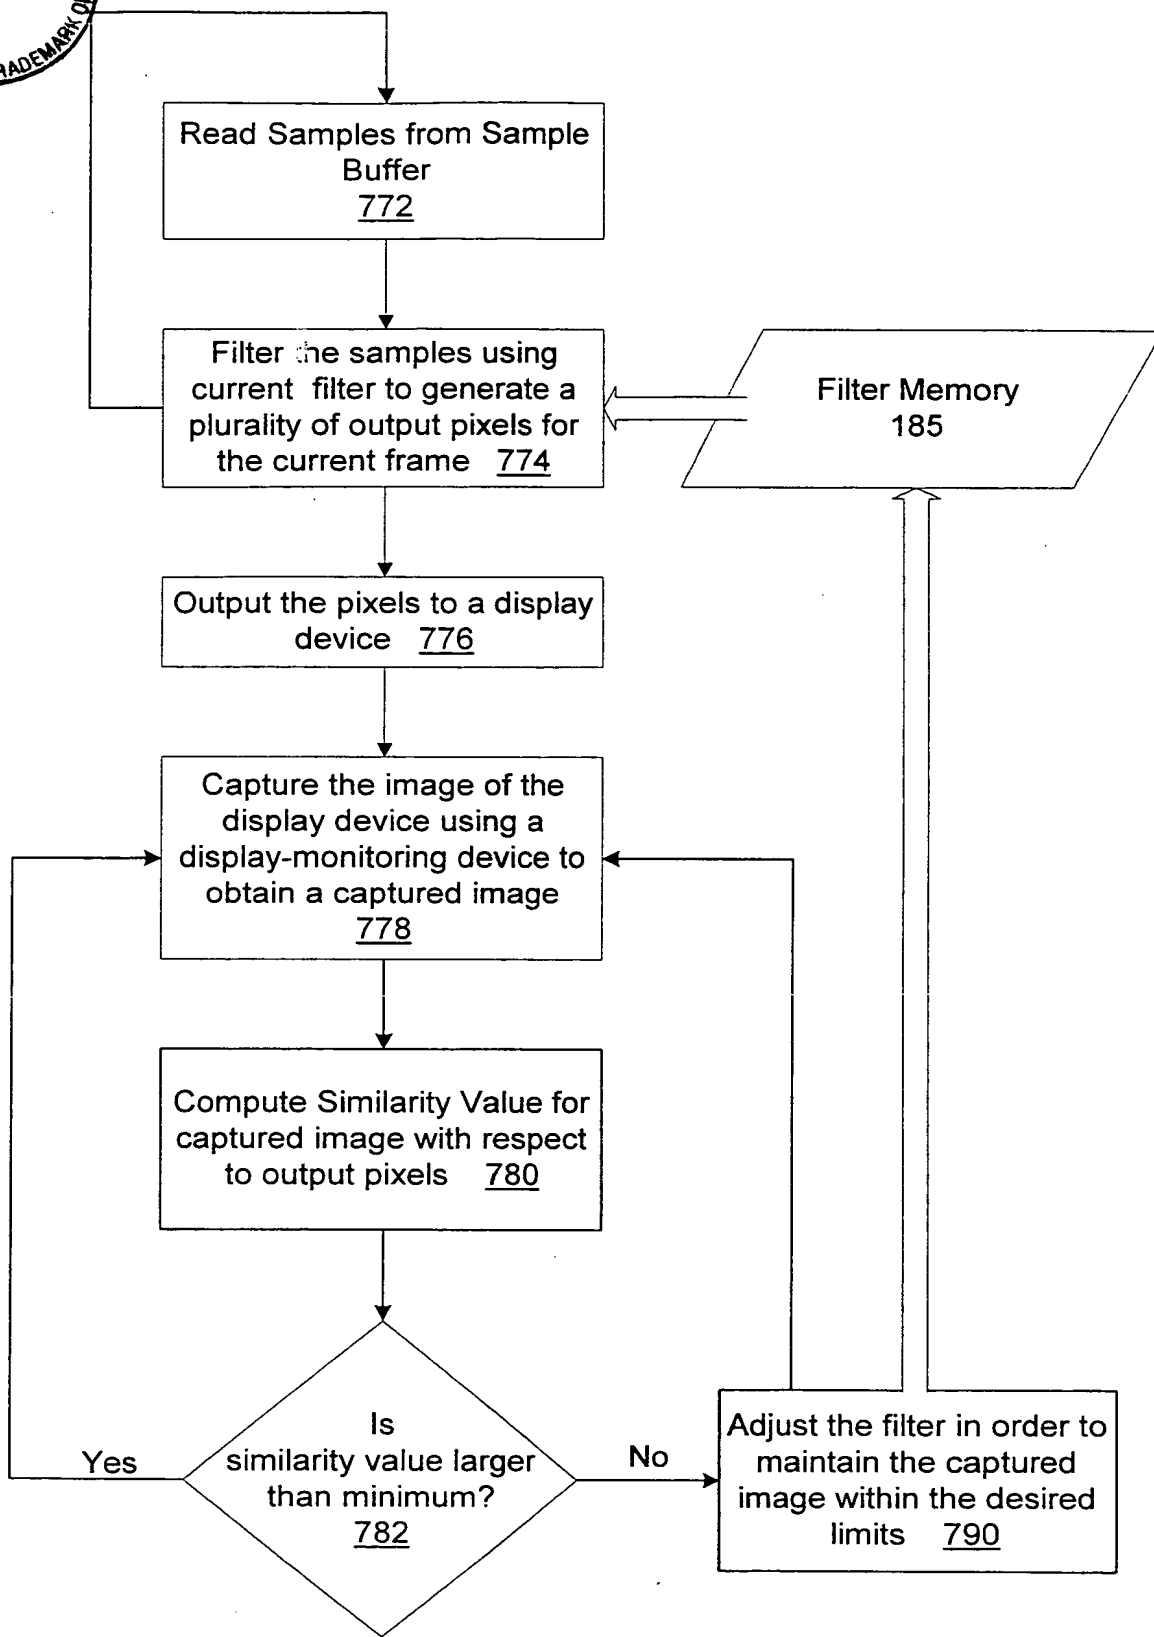 RADEMARK
Read Samples from Sample
Buffer
772
Filter the samples using
current filter to generate a
plurality of output pixels for
the current frame 774
Filter Memory
185
Output the pixels to a display
device 776
Capture the image of the
display device using a
display-monitoring device to
obtain a captured image
778
Compute Similarity Value for
captured image with respect
to output pixels 780
Is
similarity value larger
than minimum?
782
Yes
No
Adjust the filter in order to
maintain the captured
image within the desired
limits 790